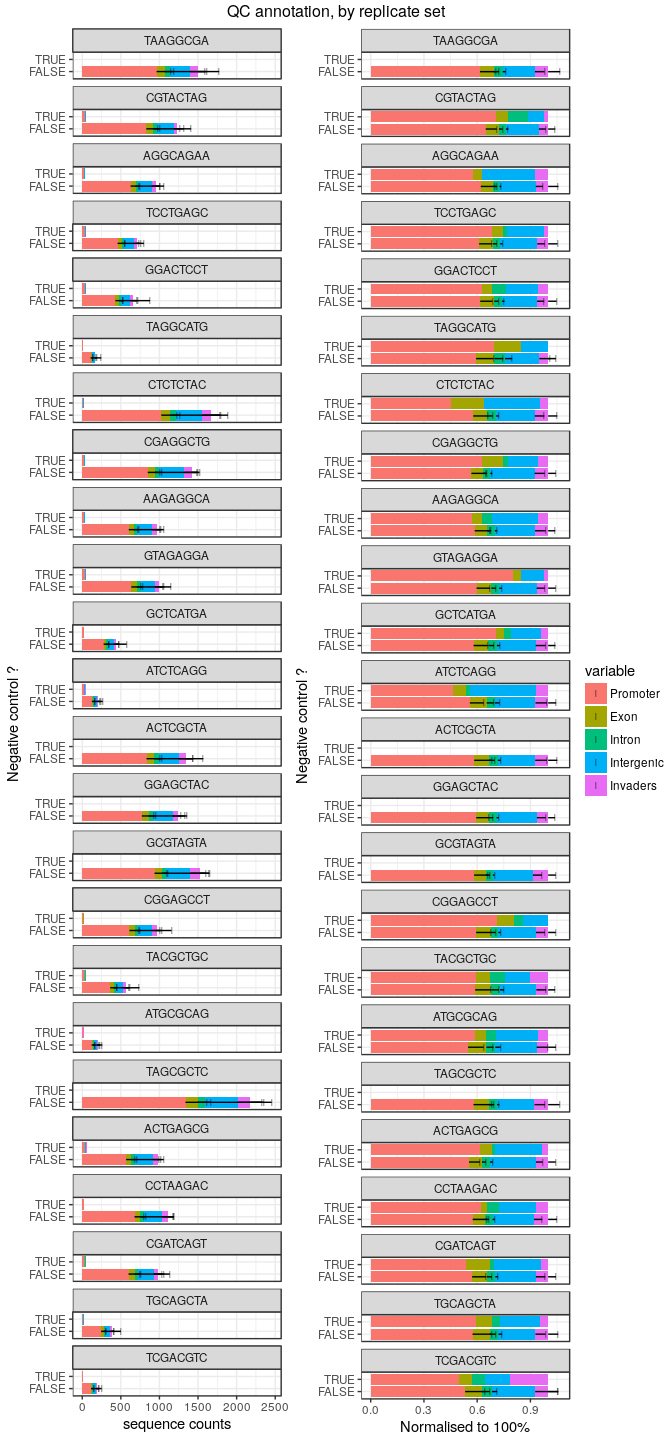 QC annotation, by replicate set
Negative control ?
TAAGGCGA
TRUE
FALSE
CGTACTAG
TRUE
FALSE
AGGCAGAA
TRUE
FALSE
TCCTGAGC
TRUE
FALSE
GGACTCCT
TRUE
FALSE
TAGGCATG
TRUE
FALSE
CTCTCTAC
TRUE
FALSE
CGAGGCTG
TRUE
FALSE
AAGAGGCA
TRUE
FALSE
GTAGAGGA
TRUE
FALSE
GCTCATGA
TRUE
FALSE
ATCTCAGG
TRUE
FALSE
ACTCGCTA
TRUE
FALSE
GGAGCTAC
TRUE
FALSE
GCGTAGTA
TRUE
FALSE
CGGAGCCT
TRUE
FALSE
TACGCTGC
TRUE
FALSE
ATGCGCAG
TRUE
FALSE
TAGCGCTC
TRUE
FALSE
ACTGAGCG
TRUE
FALSE
CCTAAGAC
TRUE
FALSE
CGATCAGT
TRUE
FALSE
TGCAGCTA
TRUE
FALSE
TCGACGTC
TRUE
FALSE
0 500 1000 1500 2000 2500
sequence counts
Negative control ?
TAAGGCGA
TRUE
FALSE
CGTACTAG
TRUE
FALSE
AGGCAGAA
TRUE
FALSE
TCCTGAGC
TRUE
FALSE
GGACTCCT
TRUE
FALSE
TAGGCATG
TRUE
FALSE
CTCTCTAC
TRUE
FALSE
CGAGGCTG
TRUE
FALSE
AAGAGGCA
TRUE
FALSE
GTAGAGGA
TRUE
FALSE
GCTCATGA
TRUE
FALSE
ATCTCAGG
TRUE
FALSE
ACTCGCTA
TRUE
FALSE
GGAGCTAC
TRUE
FALSE
GCGTAGTA
TRUE
FALSE
CGGAGCCT
TRUE
FALSE
TACGCTGC
TRUE
FALSE
ATGCGCAG
TRUE
FALSE
TAGCGCTC
TRUE
FALSE
ACTGAGCG
TRUE
FALSE
CCTAAGAC
TRUE
FALSE
CGATCAGT
TRUE
FALSE
TGCAGCTA
TRUE
FALSE
TCGACGTC
TRUE
FALSE
0.0 0.3 0.6 0.9
Normalised to 100%
variable
Promoter
Exon
Intron
Intergenic
Invaders